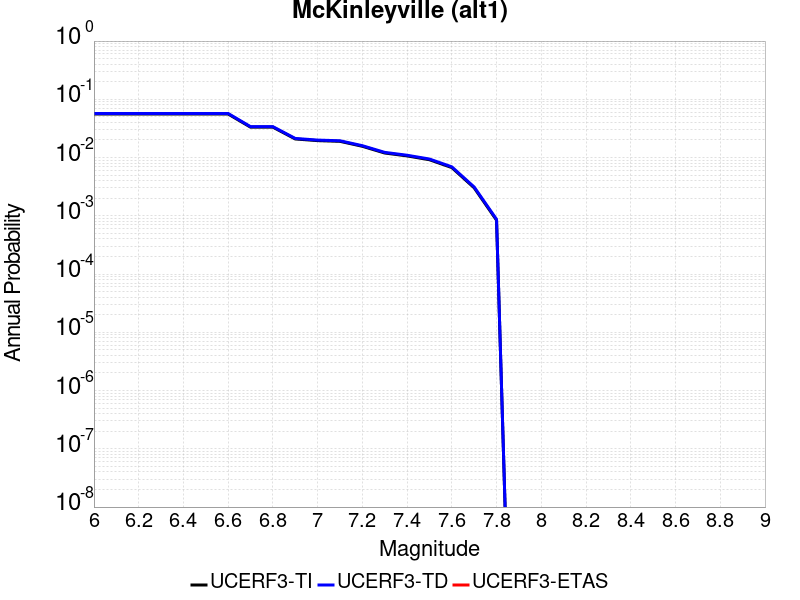 McKinleyville (alt1)
10 0
10 -1
10 -2
10 -3
10 -4
10 -5
10 -6
10 -7
10 -8
Annual Probability
6 6.2 6.4 6.6 6.8 7 7.2 7.4 7.6 7.8 8 8.2 8.4 8.6 8.8 9
Magnitude
UCERF3-TI UCERF3-TD UCERF3-ETAS